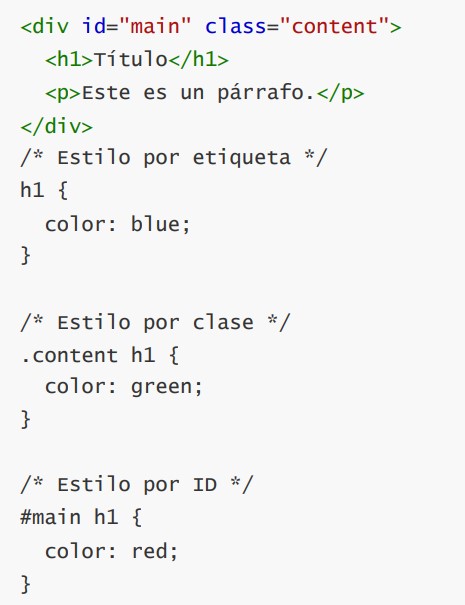 <div id="main" class="content">
  <h1>Título</h1>
  <p>Este es un párrafo.</p>
</div>
/* Estilo por etiqueta */
h1 {
  color: blue;
}

/* Estilo por clase */
.content h1 {
  color: green;
}

/* Estilo por ID */
#main h1 {
  color: red;
}